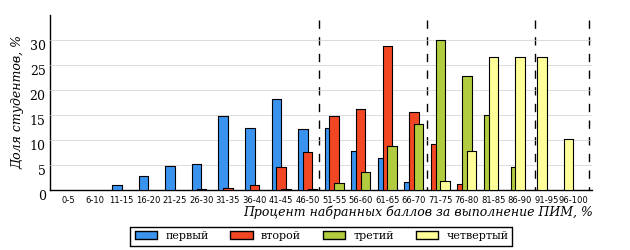 Доля студентов, %
30
25
20
15
10
5
0
0-5 6-10 11-15 16-20 21-25 26-30 31-35 36-40 41-45 46-50 51-55 56-60 61-65 66-70 71-75 76-80 81-85 86-90 91-95 96-100
Процент набранных баллов за выполнение ПИМ, %
первый второй третий четвертый